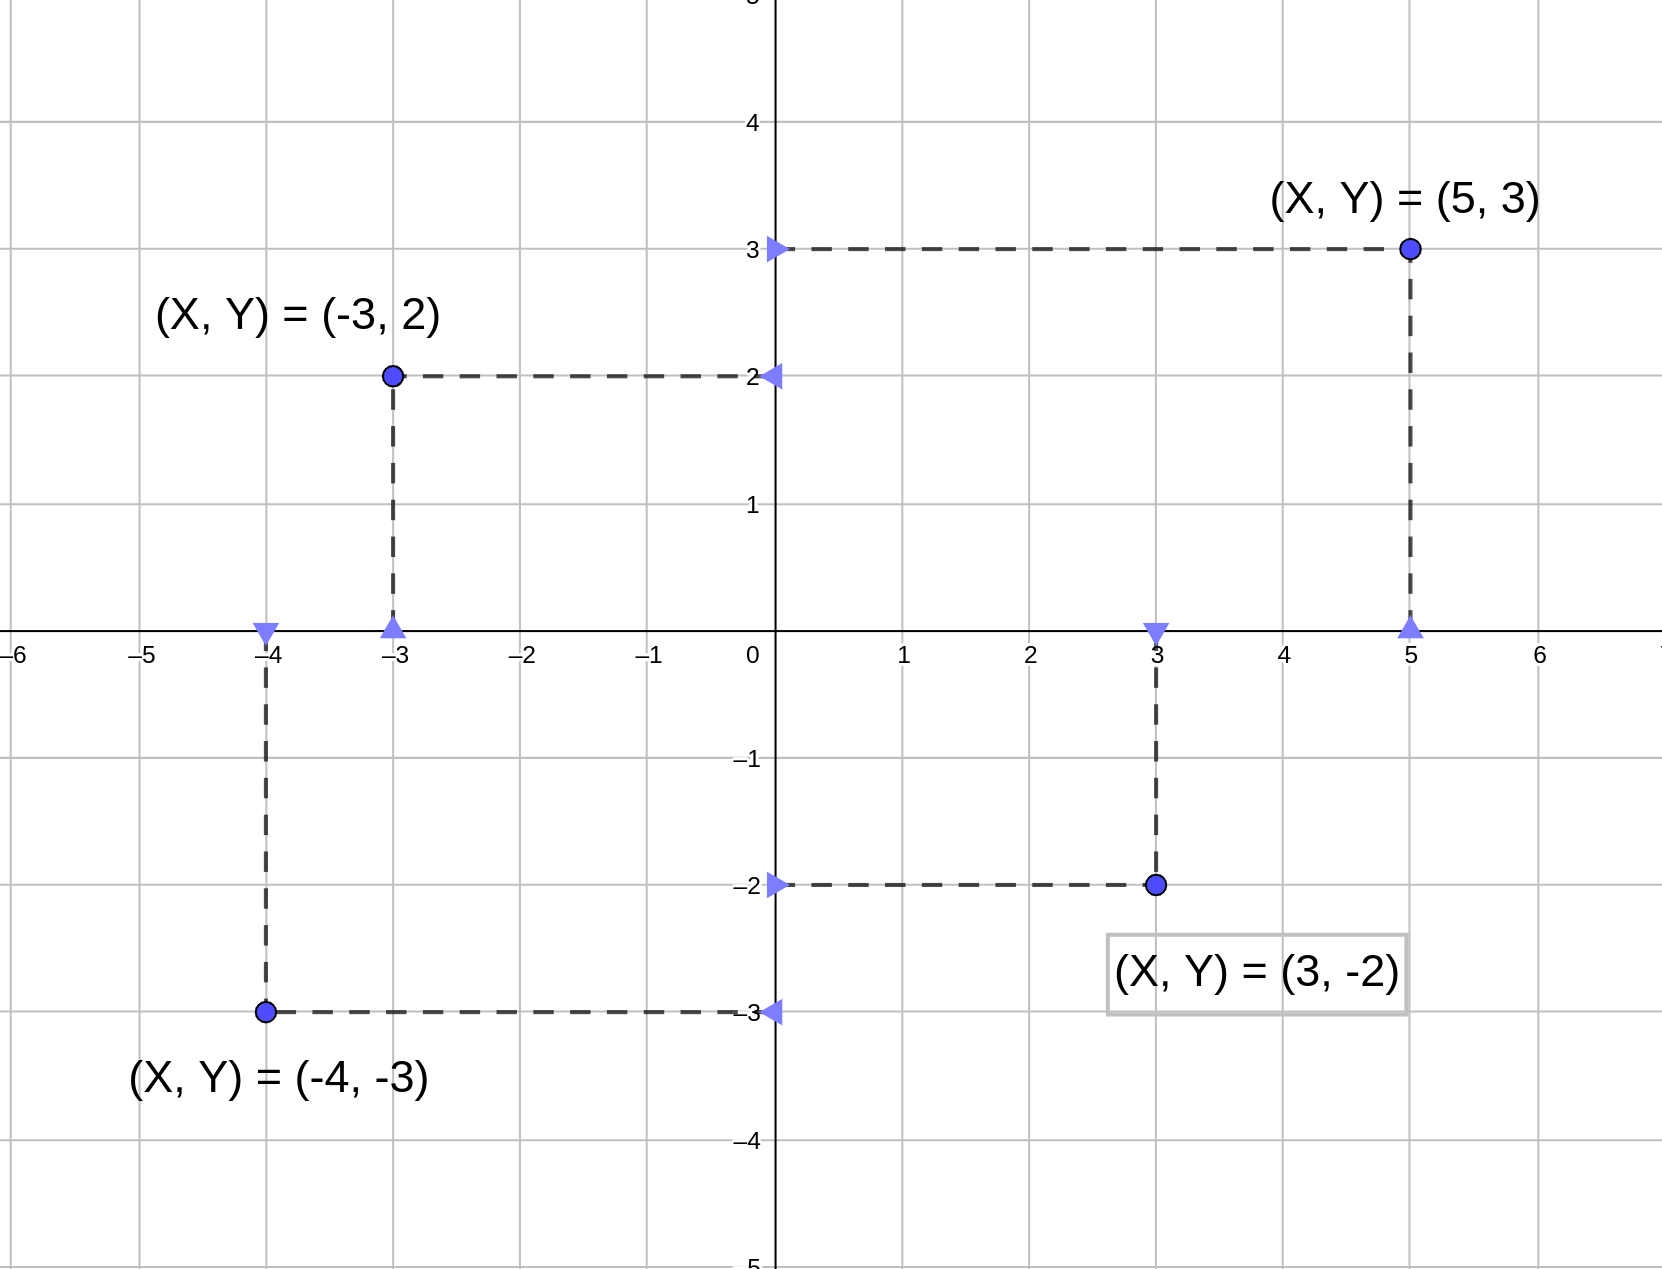 4
(X, Y) = (5, 3)
3
(X, Y) = (-3, 2)
2
1
–6 –5 –4 –3 –2 –1 0 1 2 3 4 5 6
–1
–2
(X, Y) = (3, -2)
–3
(X, Y) = (-4, -3)
–4